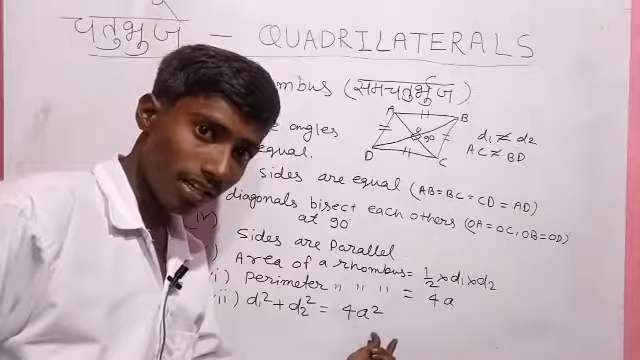 चतुर्भुज - QUADRILATERALS
mbus (समचतुर्भुज)
angles
equal.
A B
D C
90
d₁ ≠ d₂
AC ≠ BD
sides are equal (AB = BC = CD = AD)
(iv) diagonals bisect each others (OA = OC, OB = OD)
at 90
sides are Parallel
Area of a rhombus = 1/2 × d₁ × d₂
i) Perimeter " " " = 4a
ii) d₁² + d₂² = 4a²